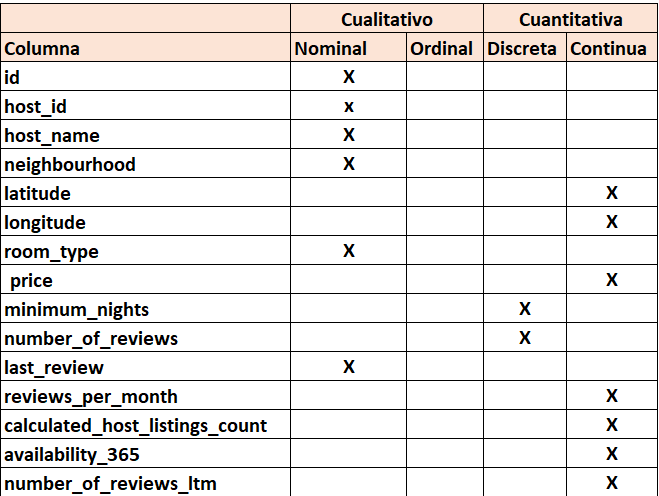 Cualitativo Cuantitativa
Columna Nominal Ordinal Discreta Continua
id X
host_id x
host_name X
neighbourhood X
latitude X
longitude X
room_type X
price X
minimum_nights X
number_of_reviews X
last_review X
reviews_per_month X
calculated_host_listings_count X
availability_365 X
number_of_reviews_ltm X